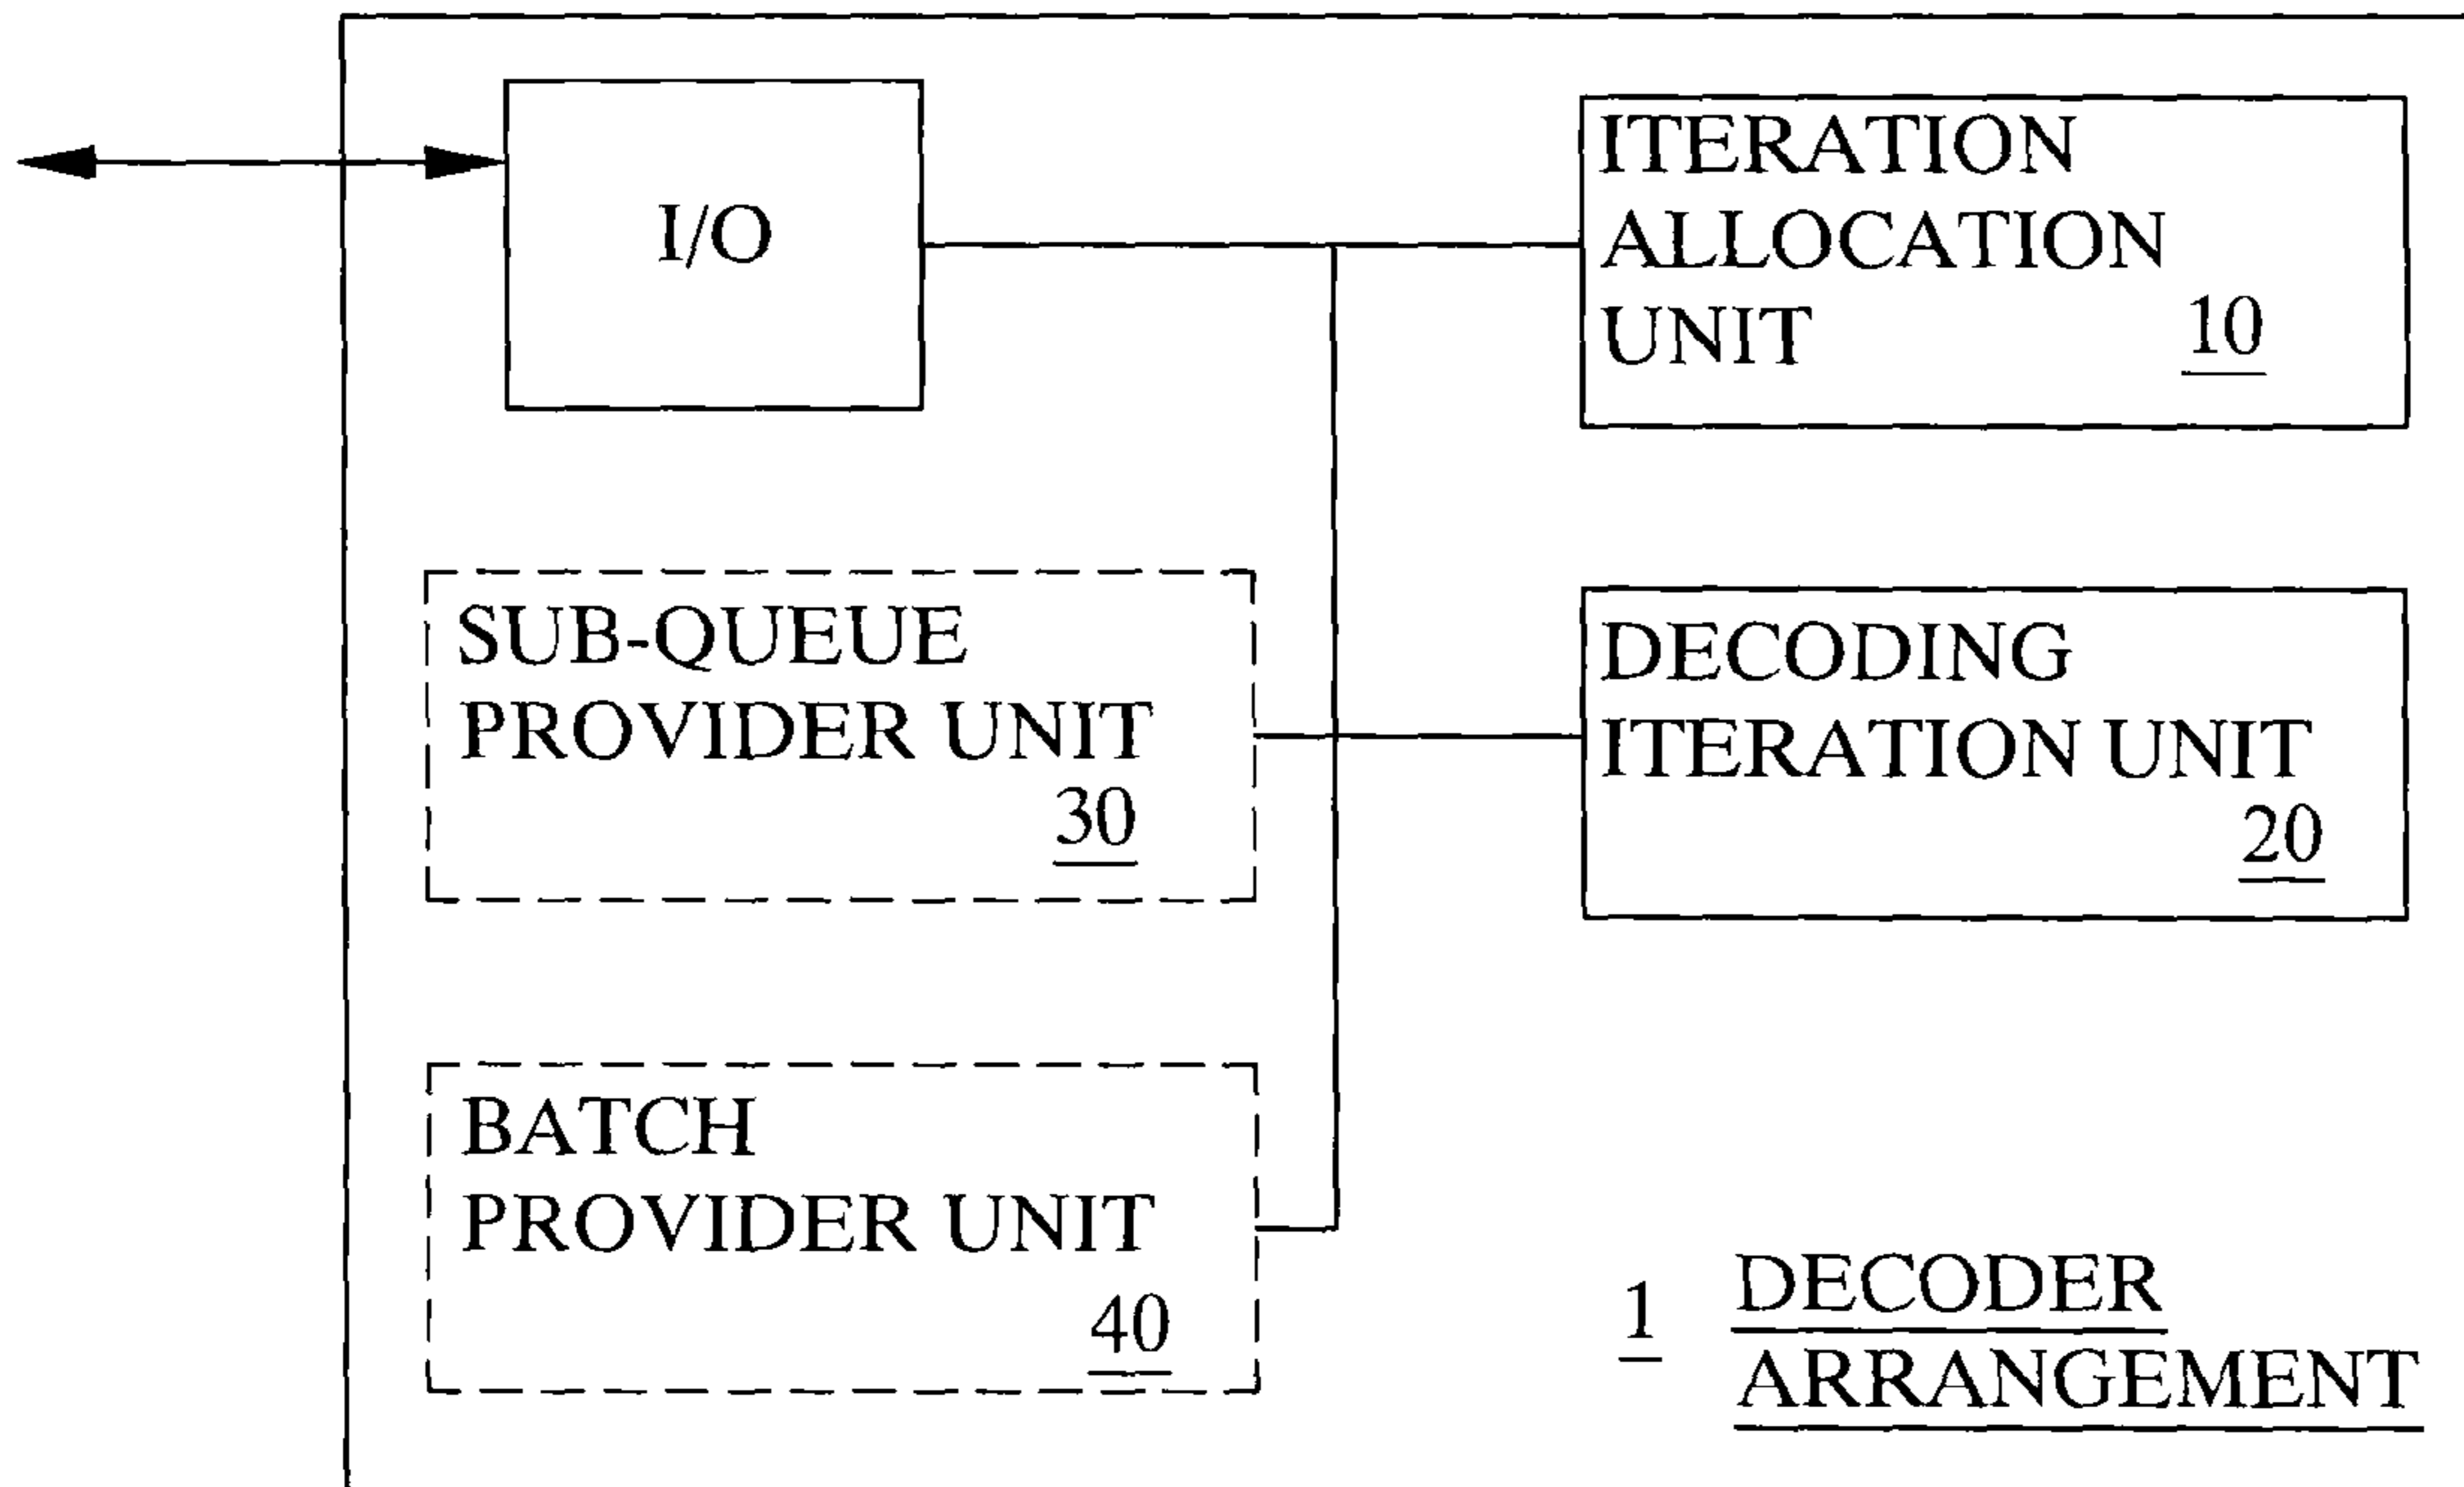 I/O
ITERATION
ALLOCATION
UNIT 10
SUB-QUEUE
PROVIDER UNIT
30
DECODING
ITERATION UNIT
20
BATCH
PROVIDER UNIT
40
1 DECODER
ARRANGEMENT